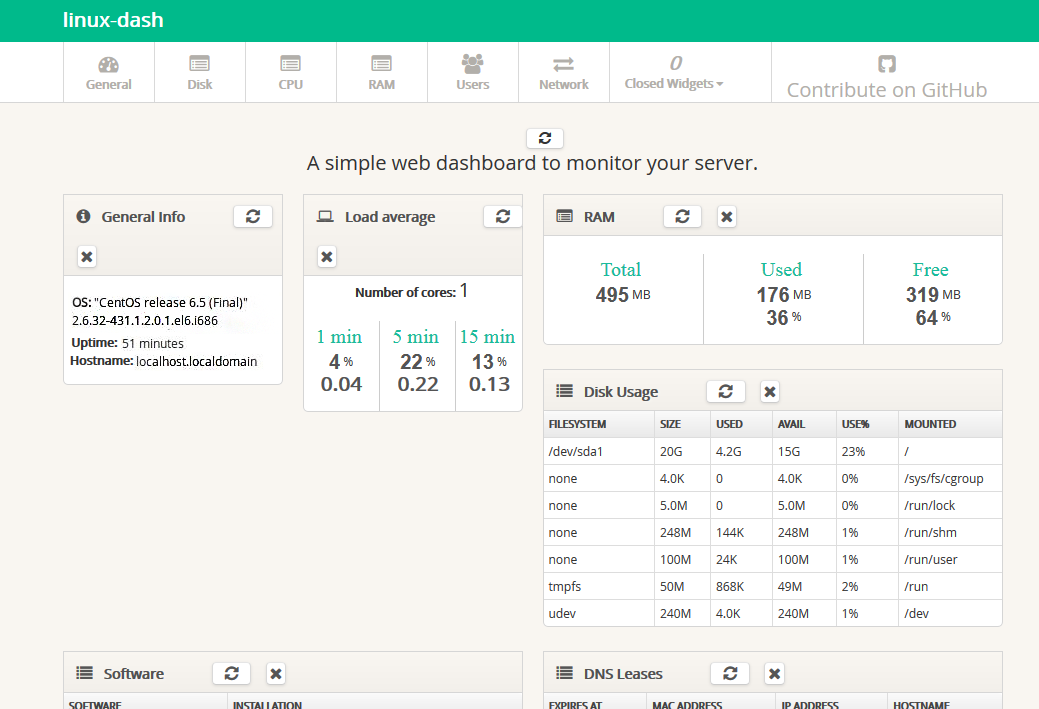 linux-dash
General
Disk
CPU
RAM
Users
Network
0
Closed Widgets
Contribute on GitHub
A simple web dashboard to monitor your server.
General Info
OS: "CentOS release 6.5 (Final)"
2.6.32-431.1.2.0.1.el6.i686
Uptime: 51 minutes
Hostname: localhost.localdomain
Load average
Number of cores: 1
1 min 5 min 15 min
4 % 22 % 13 %
0.04 0.22 0.13
RAM
Total Used Free
495 MB 176 MB 319 MB
36 % 64 %
Disk Usage
FILESYSTEM SIZE USED AVAIL USE% MOUNTED
/dev/sda1 20G 4.2G 15G 23% /
none 4.0K 0 4.0K 0% /sys/fs/cgroup
none 5.0M 0 5.0M 0% /run/lock
none 248M 144K 248M 1% /run/shm
none 100M 24K 100M 1% /run/user
tmpfs 50M 868K 49M 2% /run
udev 240M 4.0K 240M 1% /dev
Software
SOFTWARE INSTALLATION
DNS Leases
EXPIRES AT MAC ADDRESS IP ADDRESS HOSTNAME